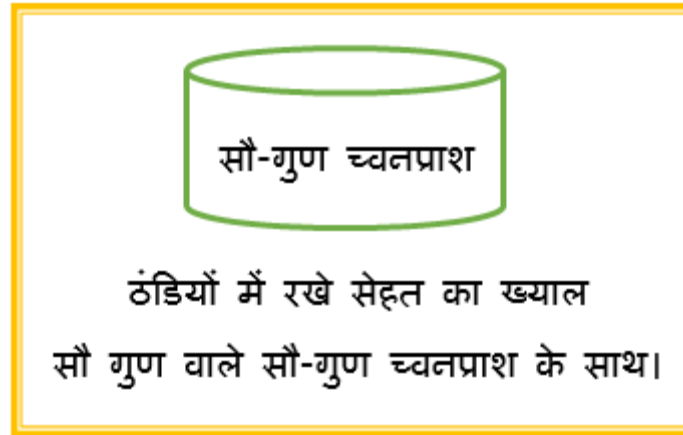 सौ-गुण च्वनप्राश
ठंडियों में रखे सेहत का ख्याल
सौ गुण वाले सौ-गुण च्वनप्राश के साथ।